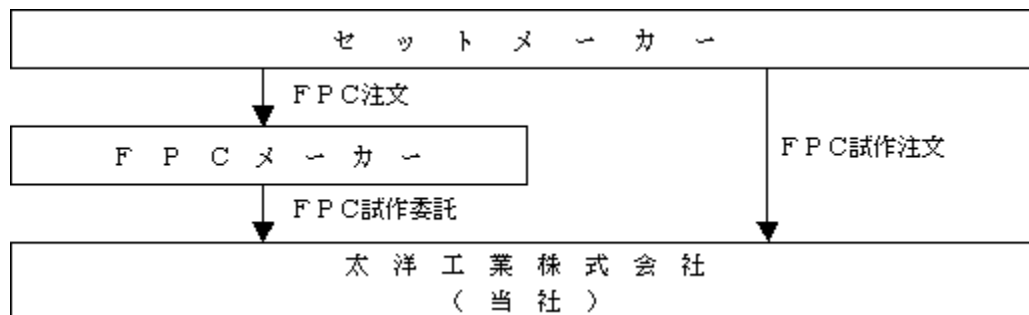 セットメーカー
ＦＰＣ注文
ＦＰＣメーカー
ＦＰＣ試作注文
ＦＰＣ試作委託
太洋工業株式会社
（当社）